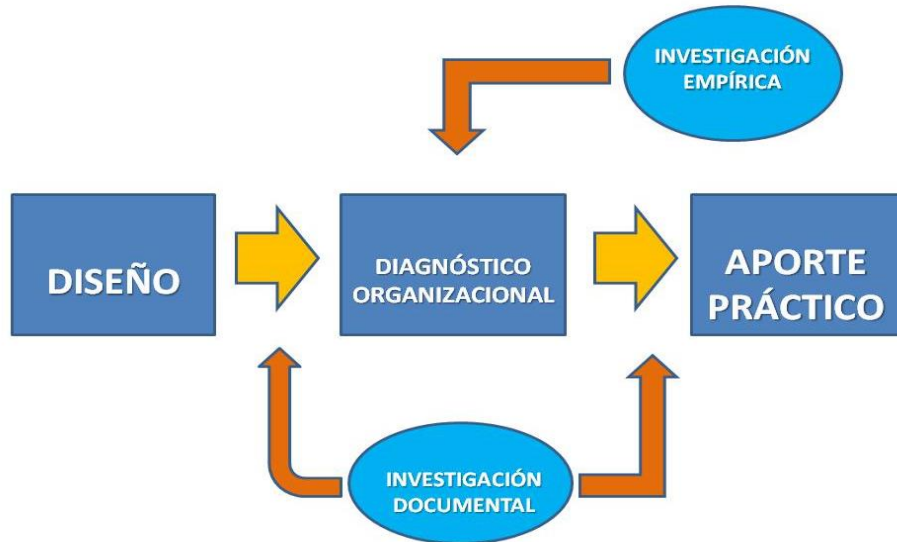 INVESTIGACIÓN
EMPÍRICA
DISEÑO
DIAGNÓSTICO
ORGANIZACIONAL
APORTE
PRÁCTICO
INVESTIGACIÓN
DOCUMENTAL